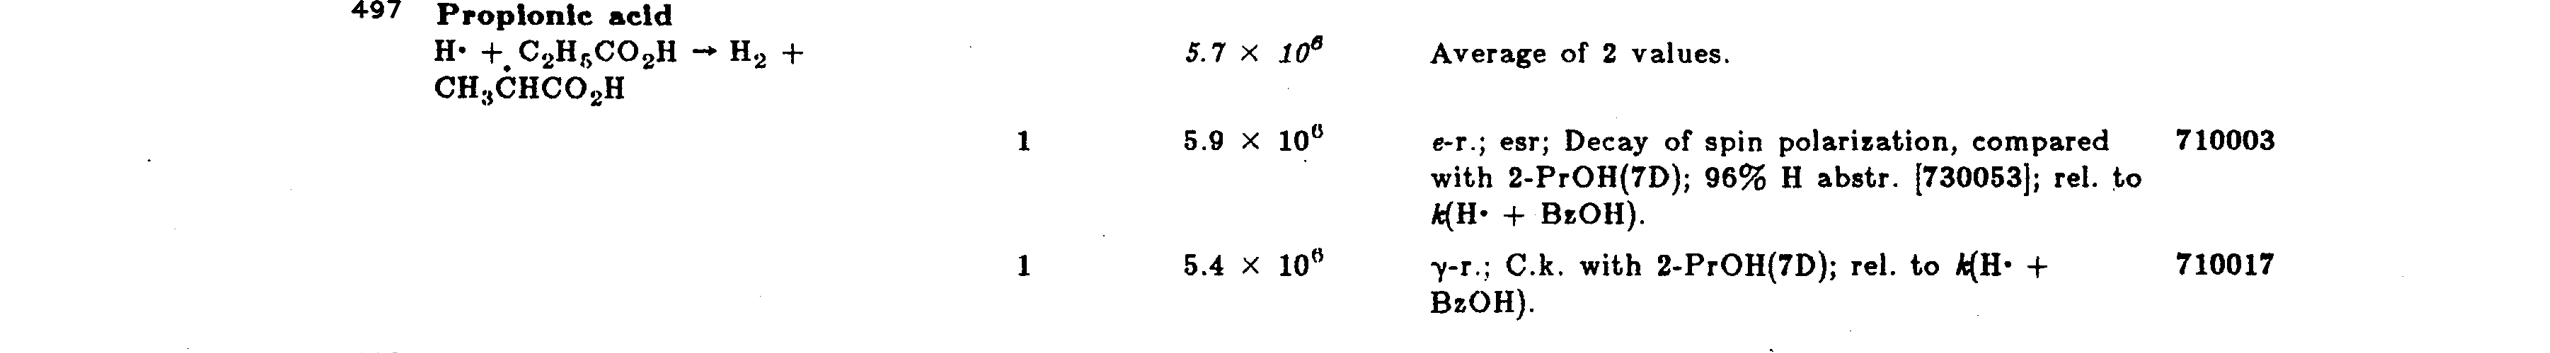 497 Propionic acid
H· + C₂H₅CO₂H → H₂ + 5.7 × 10⁶ Average of 2 values.
CH₃ĊHCO₂H
1 5.9 × 10⁶ e-r.; esr; Decay of spin polarization, compared 710003
with 2-PrOH(7D); 96% H abstr. [730053]; rel. to
k(H· + BzOH).
1 5.4 × 10⁶ γ-r.; C.k. with 2-PrOH(7D); rel. to k(H· + 710017
BzOH).